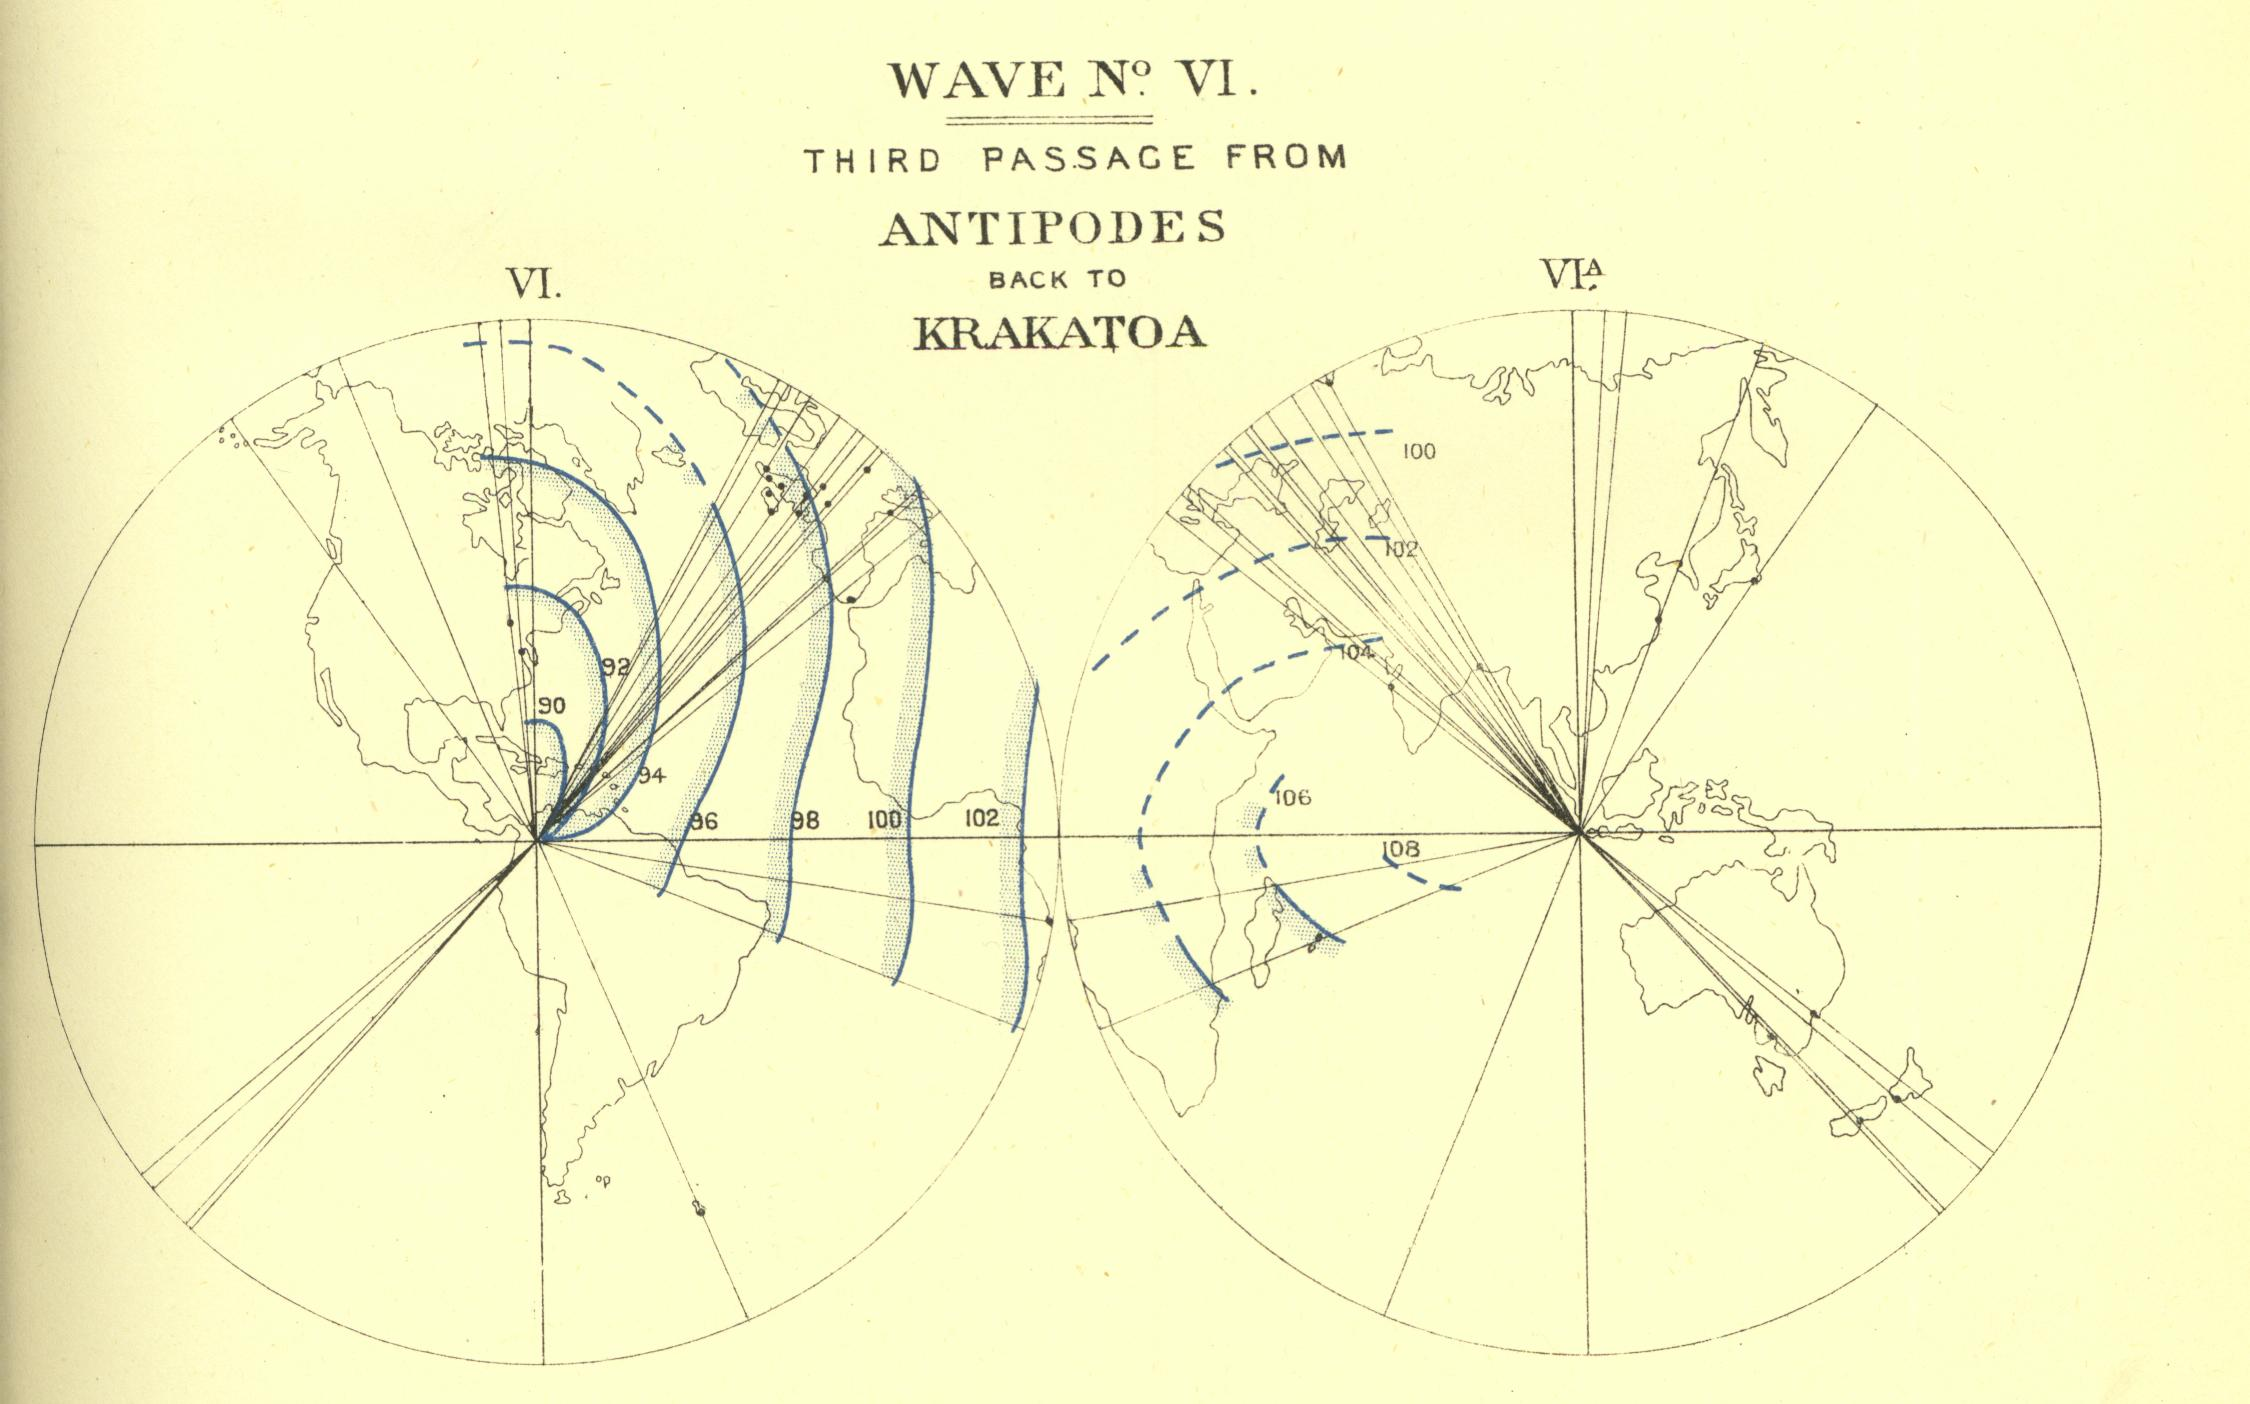 WAVE Nº VI.
THIRD PASSAGE FROM
ANTIPODES
BACK TO
KRAKATOA
VI.
VIA.
90
92
94
96
98
100
102
100
102
104
106
108